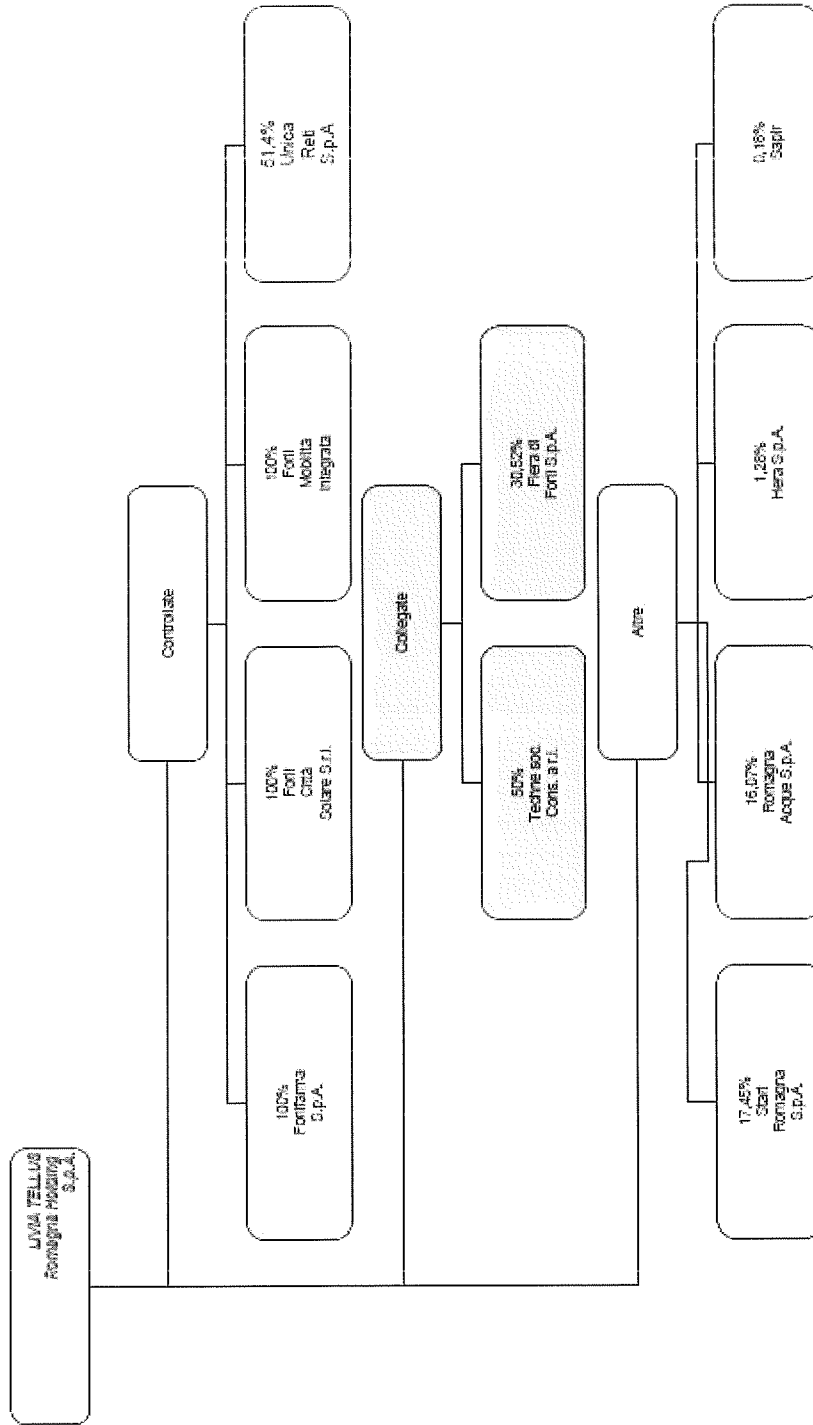 LIVIA TELLUS
Romagna Holding
S.p.A.
Controllate
100%
Forlifarma
S.p.A.
100%
Forlì
Città
Solare S.r.l.
100%
Forlì
Mobilità
Integrata
51,4%
Unica
Reti
S.p.A
Collegate
50%
Techne soc.
Cons. a r.l.
30,52%
Fiera di
Forlì S.p.A.
Altre
17,45%
Start
Romagna
S.p.A.
16,07%
Romagna
Acque S.p.A.
1,28%
Hera S.p.A.
0,16%
Sapir